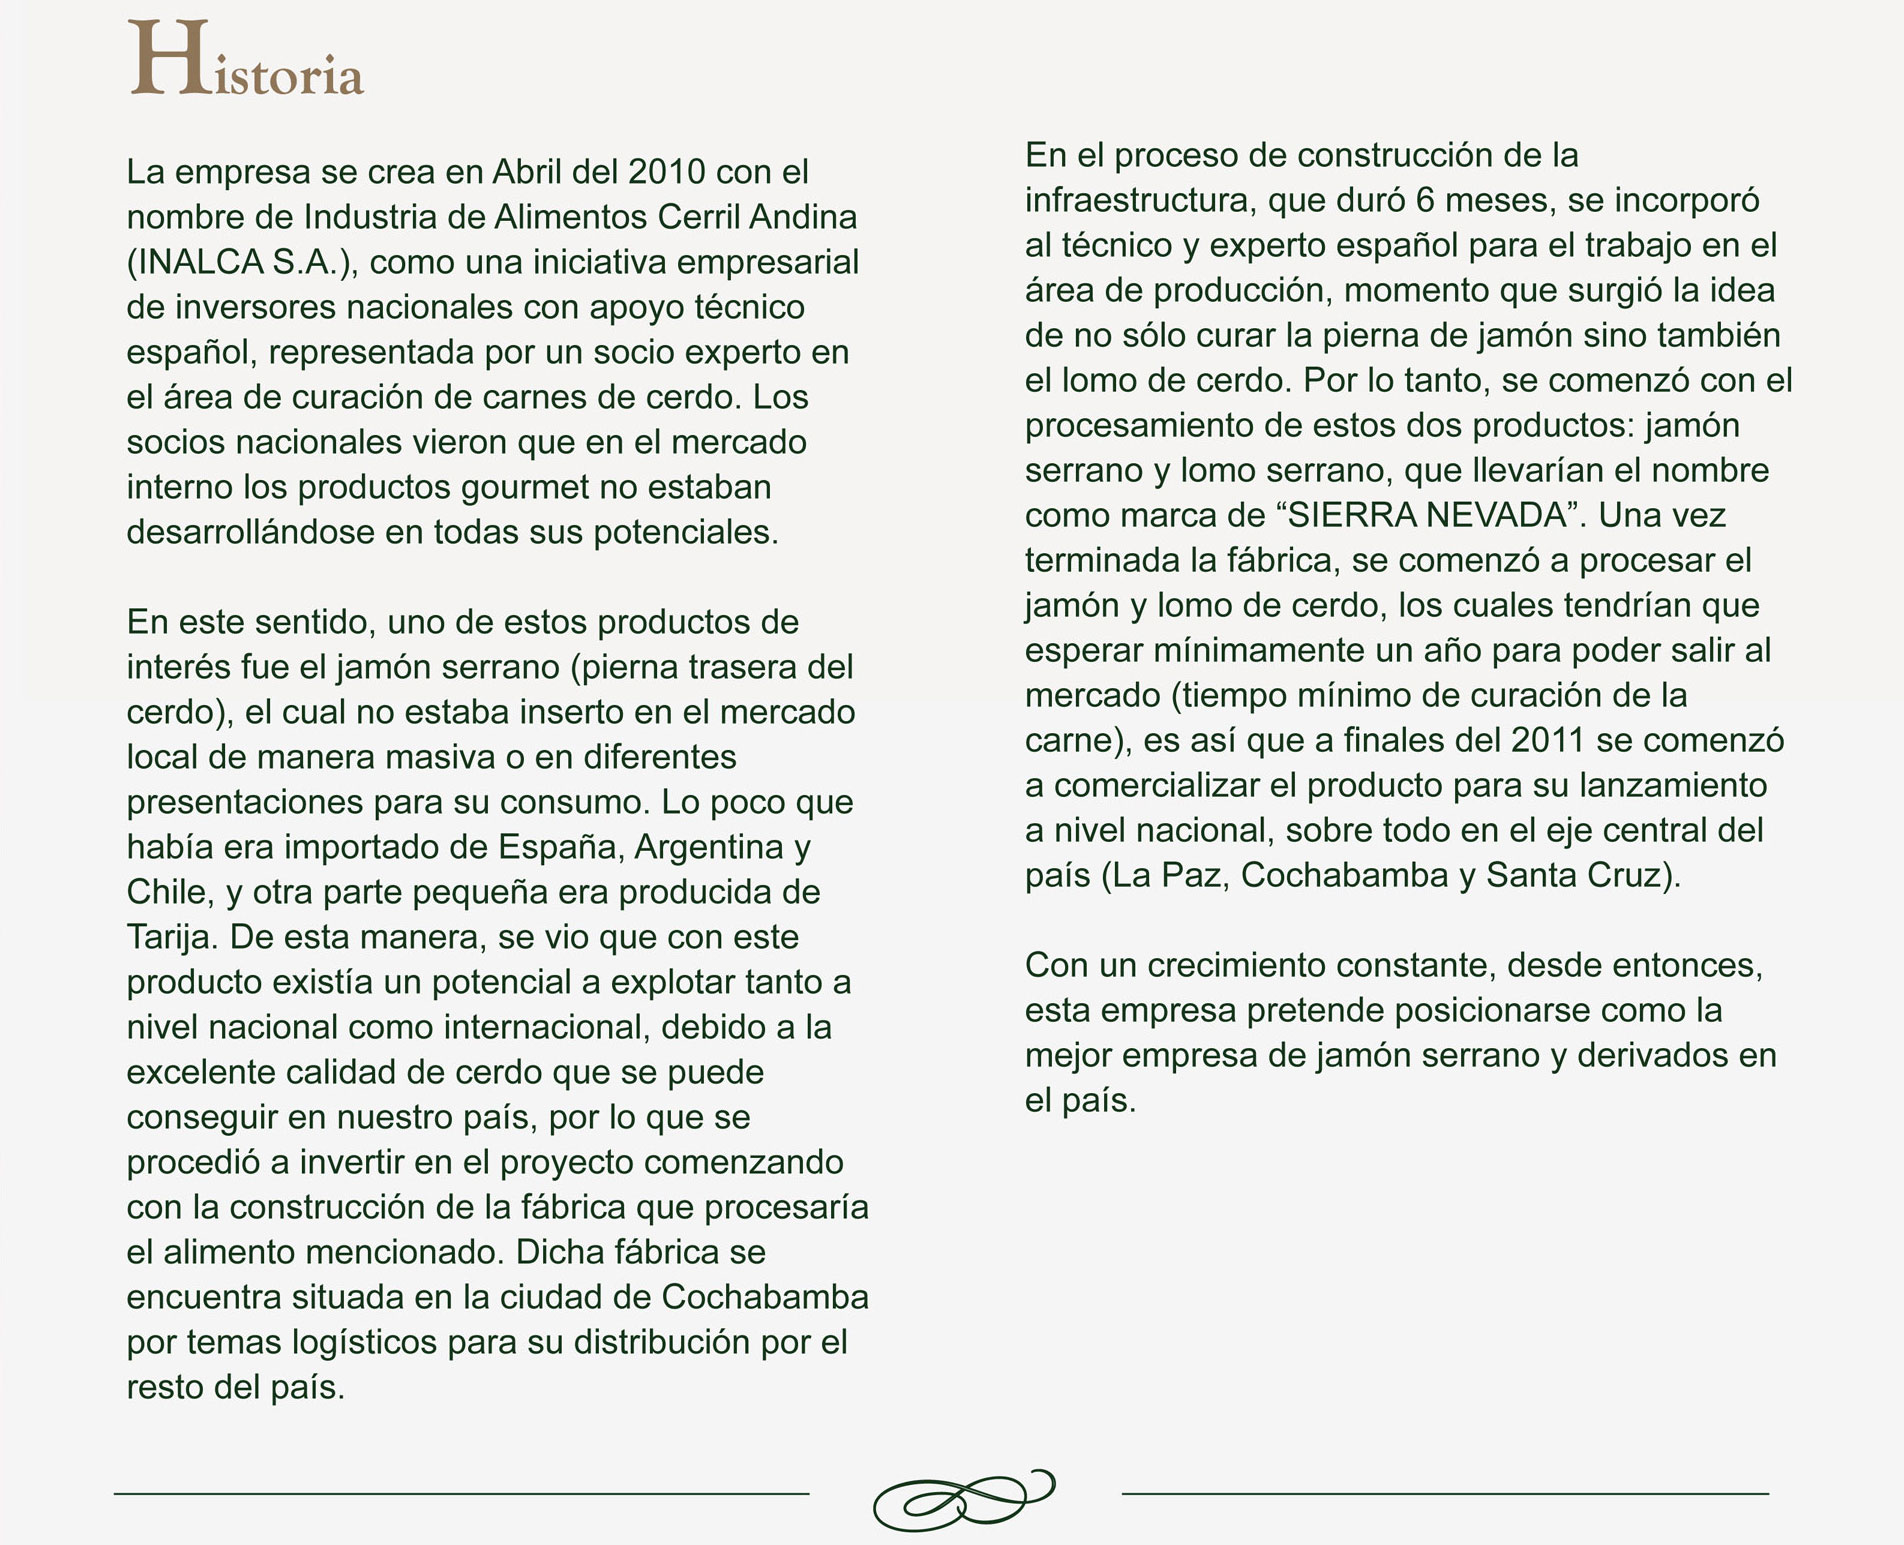 Historia
La empresa se crea en Abril del 2010 con el
nombre de Industria de Alimentos Cerril Andina
(INALCA S.A.), como una iniciativa empresarial
de inversores nacionales con apoyo técnico
español, representada por un socio experto en
el área de curación de carnes de cerdo. Los
socios nacionales vieron que en el mercado
interno los productos gourmet no estaban
desarrollándose en todas sus potenciales.
En este sentido, uno de estos productos de
interés fue el jamón serrano (pierna trasera del
cerdo), el cual no estaba inserto en el mercado
local de manera masiva o en diferentes
presentaciones para su consumo. Lo poco que
había era importado de España, Argentina y
Chile, y otra parte pequeña era producida de
Tarija. De esta manera, se vio que con este
producto existía un potencial a explotar tanto a
nivel nacional como internacional, debido a la
excelente calidad de cerdo que se puede
conseguir en nuestro país, por lo que se
procedió a invertir en el proyecto comenzando
con la construcción de la fábrica que procesaría
el alimento mencionado. Dicha fábrica se
encuentra situada en la ciudad de Cochabamba
por temas logísticos para su distribución por el
resto del país.
En el proceso de construcción de la
infraestructura, que duró 6 meses, se incorporó
al técnico y experto español para el trabajo en el
área de producción, momento que surgió la idea
de no sólo curar la pierna de jamón sino también
el lomo de cerdo. Por lo tanto, se comenzó con el
procesamiento de estos dos productos: jamón
serrano y lomo serrano, que llevarían el nombre
como marca de “SIERRA NEVADA”. Una vez
terminada la fábrica, se comenzó a procesar el
jamón y lomo de cerdo, los cuales tendrían que
esperar mínimamente un año para poder salir al
mercado (tiempo mínimo de curación de la
carne), es así que a finales del 2011 se comenzó
a comercializar el producto para su lanzamiento
a nivel nacional, sobre todo en el eje central del
país (La Paz, Cochabamba y Santa Cruz).
Con un crecimiento constante, desde entonces,
esta empresa pretende posicionarse como la
mejor empresa de jamón serrano y derivados en
el país.